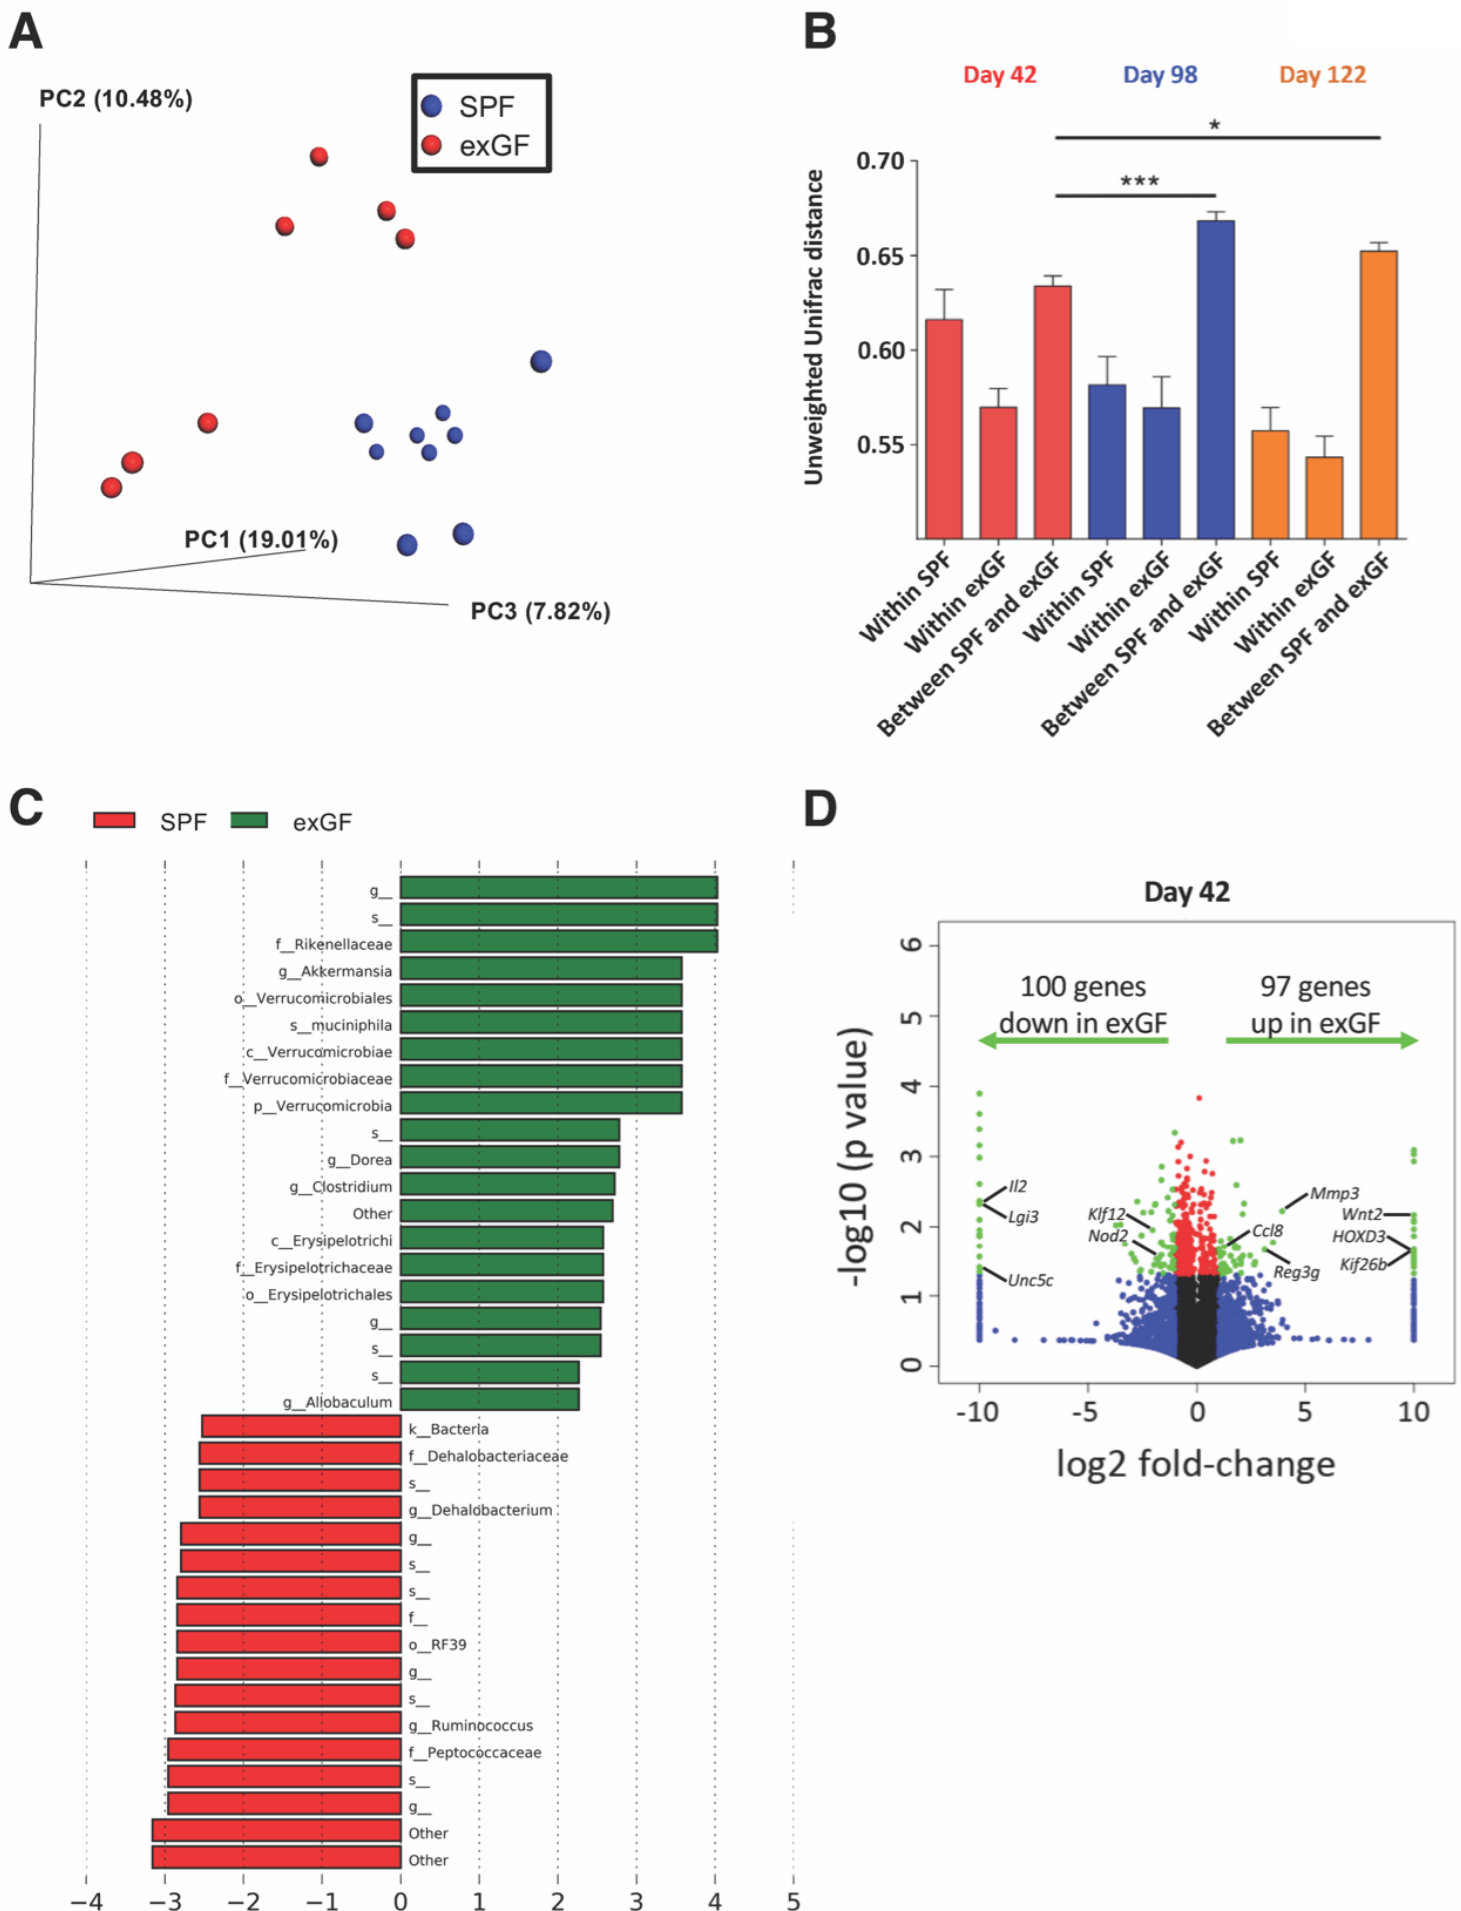 A
PC2 (10.48%)
SPF
exGF
PC1 (19.01%)
PC3 (7.82%)
B
Day 42
Day 98
Day 122
*
***
Unweighted Unifrac distance
0.70
0.65
0.60
0.55
Within SPF
Within exGF
Between SPF and exGF
Within SPF
Within exGF
Between SPF and exGF
Within SPF
Within exGF
Between SPF and exGF
C
SPF
exGF
g__
s__
f__Rikenellaceae
g__Akkermansia
o__Verrucomicrobiales
s__muciniphila
c__Verrucomicrobiae
f__Verrucomicrobiaceae
p__Verrucomicrobia
s__
g__Dorea
g__Clostridium
Other
c__Erysipelotrichi
f__Erysipelotrichaceae
o__Erysipelotrichales
g__
s__
s__
g__Allobaculum
k__Bacteria
f__Dehalobacteriaceae
s__
g__Dehalobacterium
g__
s__
s__
f__
o__RF39
g__
s__
g__Ruminococcus
f__Peptococcaceae
s__
g__
Other
Other
−4 −3 −2 −1 0 1 2 3 4 5
D
Day 42
-log10 (p value)
6
5
4
3
2
1
0
100 genes
down in exGF
97 genes
up in exGF
Il2
Lgi3
Unc5c
Klf12
Nod2
Mmp3
Ccl8
Reg3g
Wnt2
HOXD3
Kif26b
-10 -5 0 5 10
log2 fold-change